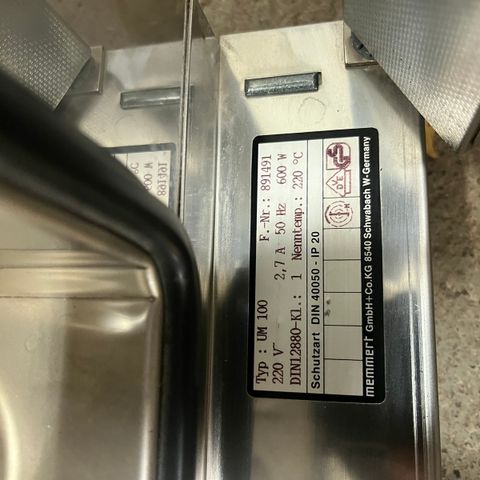 Typ : UM 100 F.-Nr.: 891491
220 V~ 2,7 A 50 Hz 600 W
DIN12880-Kl.: 1 Nenntemp.: 220 °C
Schutzart DIN 40050 - IP 20
memmert GmbH+Co.KG 8540 Schwabach W-Germany